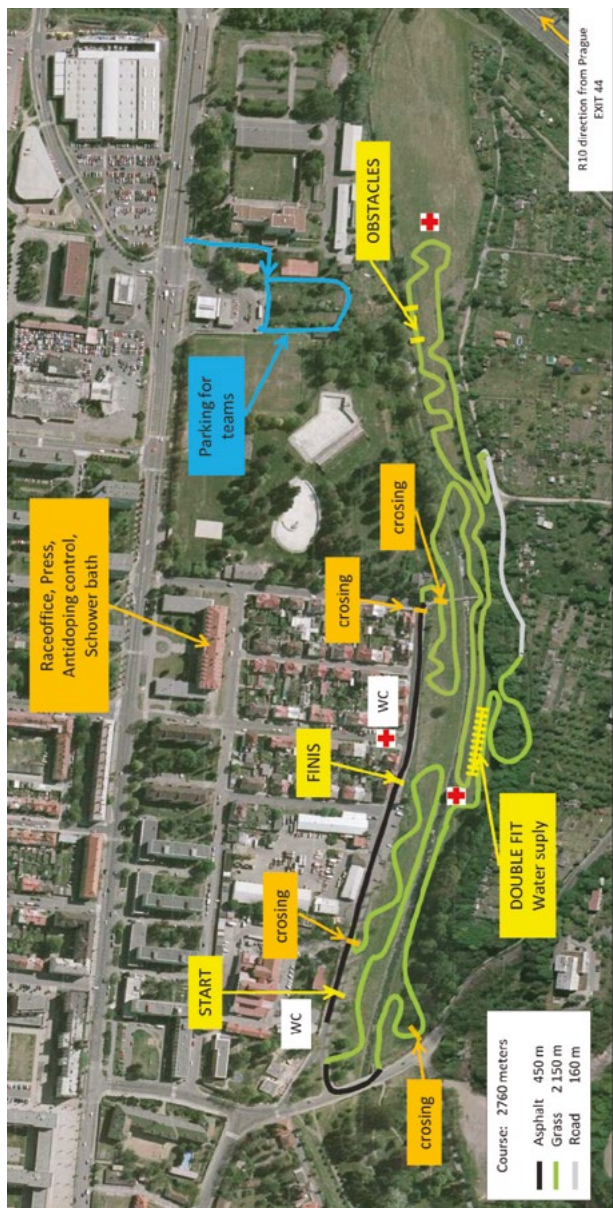 Raceoffice, Press,
Antidoping control,
Schower bath
Parking for
teams
OBSTACLES
R10 direction from Prague
EXIT 44
crosing
crosing
WC
FINIS
crosing
START
WC
crosing
DOUBLE FIT
Water suply
Course: 2760 meters
Asphalt 450 m
Grass 2 150 m
Road 160 m